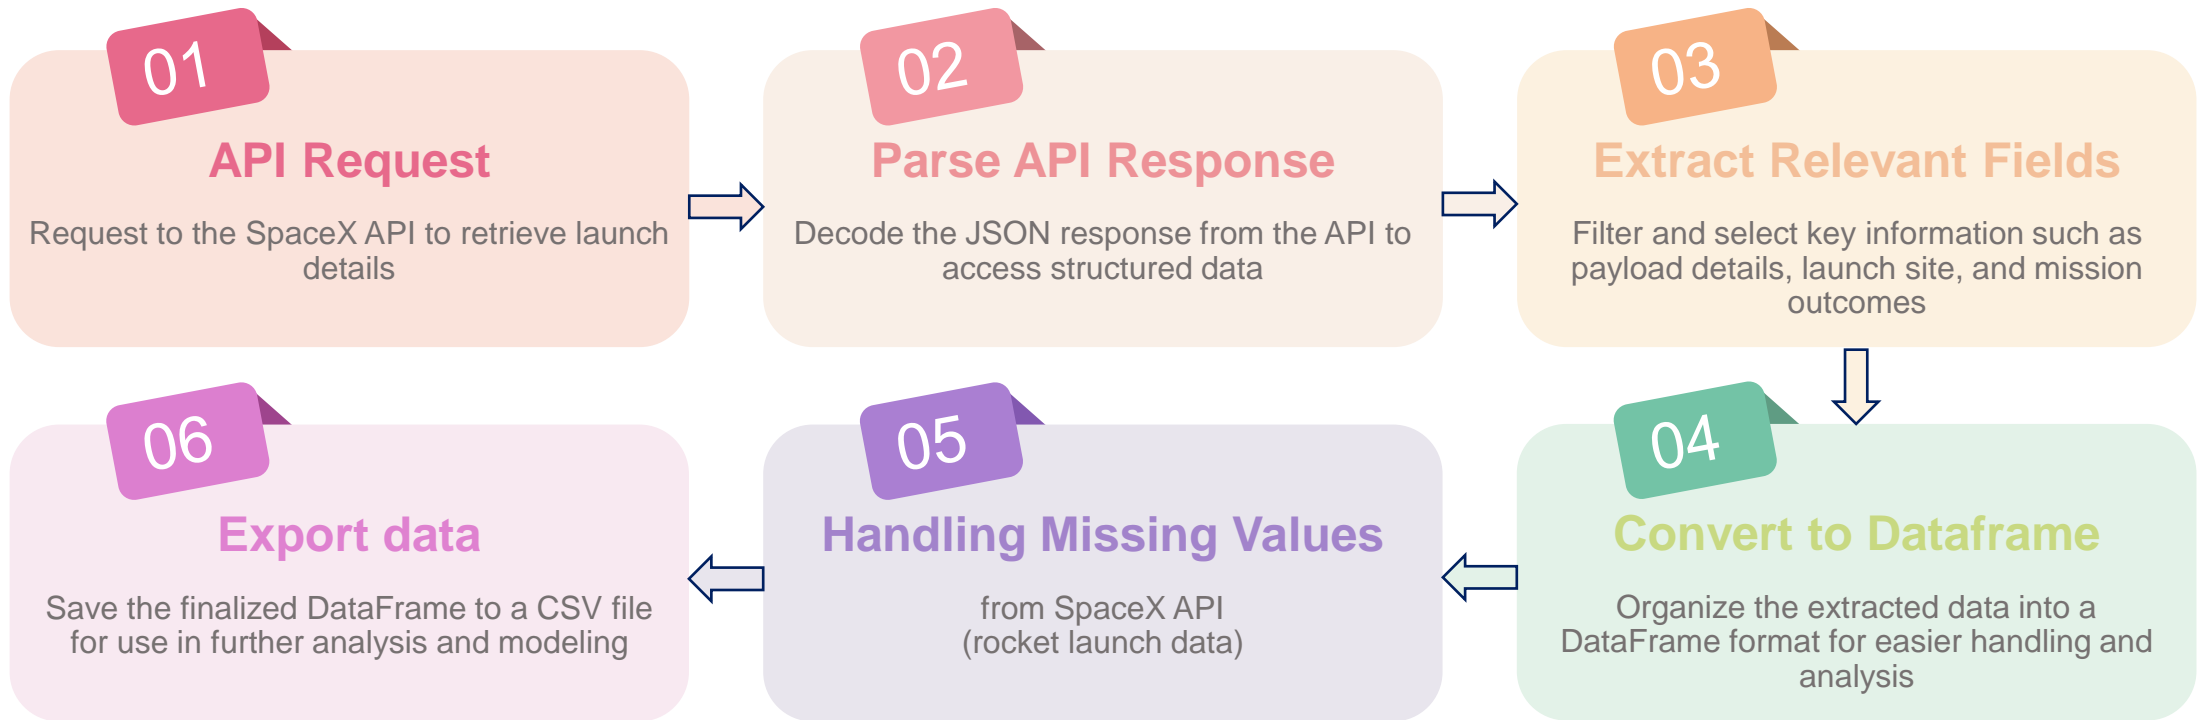 01
API Request
Request to the SpaceX API to retrieve launch
details
02
Parse API Response
Decode the JSON response from the API to
access structured data
03
Extract Relevant Fields
Filter and select key information such as
payload details, launch site, and mission
outcomes
04
Convert to Dataframe
Organize the extracted data into a
DataFrame format for easier handling and
analysis
05
Handling Missing Values
from SpaceX API
(rocket launch data)
06
Export data
Save the finalized DataFrame to a CSV file
for use in further analysis and modeling